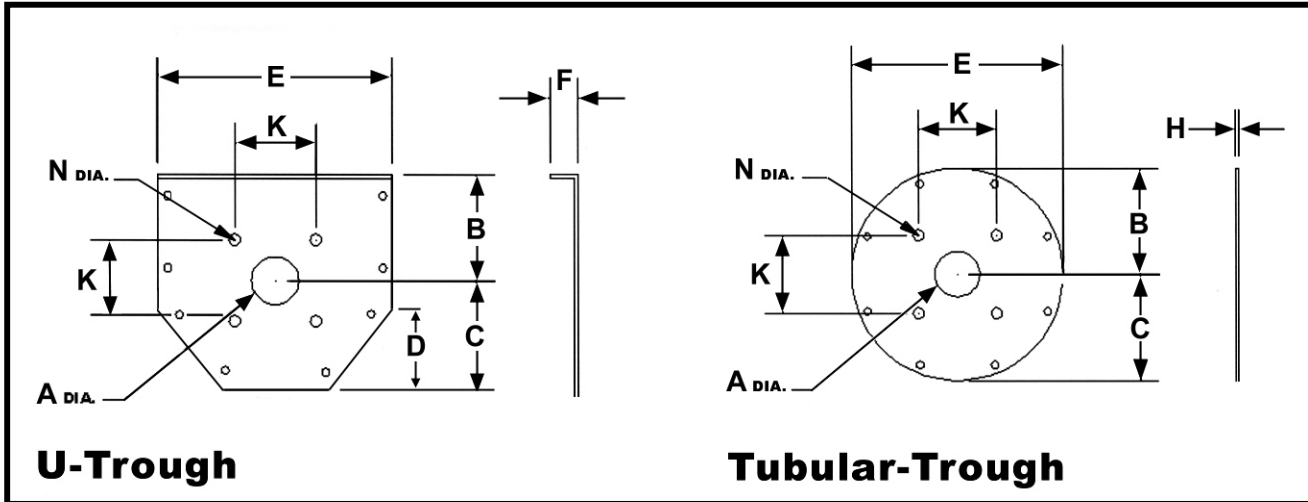 E
F
K
N DIA.
B
K
C
D
A DIA.
U-Trough
E
K
H
N DIA.
B
K
C
A DIA.
Tubular-Trough